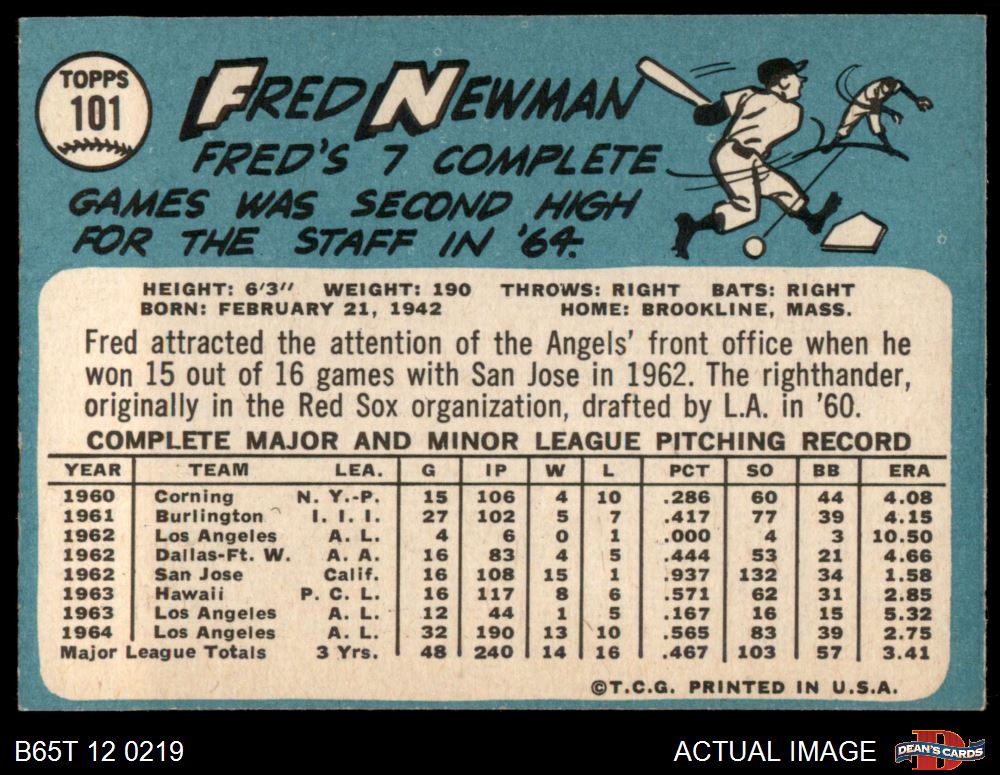 TOPPS
101
FRED NEWMAN
FRED'S 7 COMPLETE
GAMES WAS SECOND HIGH
FOR THE STAFF IN '64.
HEIGHT: 6'3" WEIGHT: 190 THROWS: RIGHT BATS: RIGHT
BORN: FEBRUARY 21, 1942 HOME: BROOKLINE, MASS.
Fred attracted the attention of the Angels' front office when he
won 15 out of 16 games with San Jose in 1962. The righthander,
originally in the Red Sox organization, drafted by L.A. in '60.
COMPLETE MAJOR AND MINOR LEAGUE PITCHING RECORD
YEAR TEAM LEA. G IP W L PCT SO BB ERA
1960 Corning N. Y.-P. 15 106 4 10 .286 60 44 4.08
1961 Burlington I. I. I. 27 102 5 7 .417 77 39 4.15
1962 Los Angeles A. L. 4 6 0 1 .000 4 3 10.50
1962 Dallas-Ft. W. A. A. 16 83 4 5 .444 53 21 4.66
1962 San Jose Calif. 16 108 15 1 .937 132 34 1.58
1963 Hawaii P. C. L. 16 117 8 6 .571 62 31 2.85
1963 Los Angeles A. L. 12 44 1 5 .167 16 15 5.32
1964 Los Angeles A. L. 32 190 13 10 .565 83 39 2.75
Major League Totals 3 Yrs. 48 240 14 16 .467 103 57 3.41
©T.C.G. PRINTED IN U.S.A.
B65T 12 0219 ACTUAL IMAGE DEAN'S CARDS